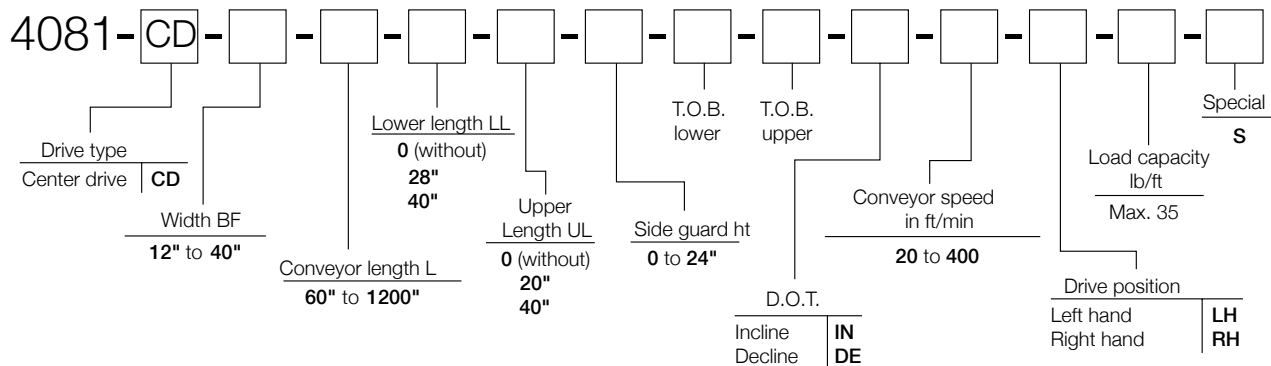 4081-CD- - - - - - - - - - -
Drive type
Center drive CD
Width BF
12" to 40"
Conveyor length L
60" to 1200"
Lower length LL
0 (without)
28"
40"
Upper
Length UL
0 (without)
20"
40"
Side guard ht
0 to 24"
T.O.B.
lower
T.O.B.
upper
D.O.T.
Incline IN
Decline DE
Conveyor speed
in ft/min
20 to 400
Drive position
Left hand LH
Right hand RH
Load capacity
lb/ft
Max. 35
Special
S